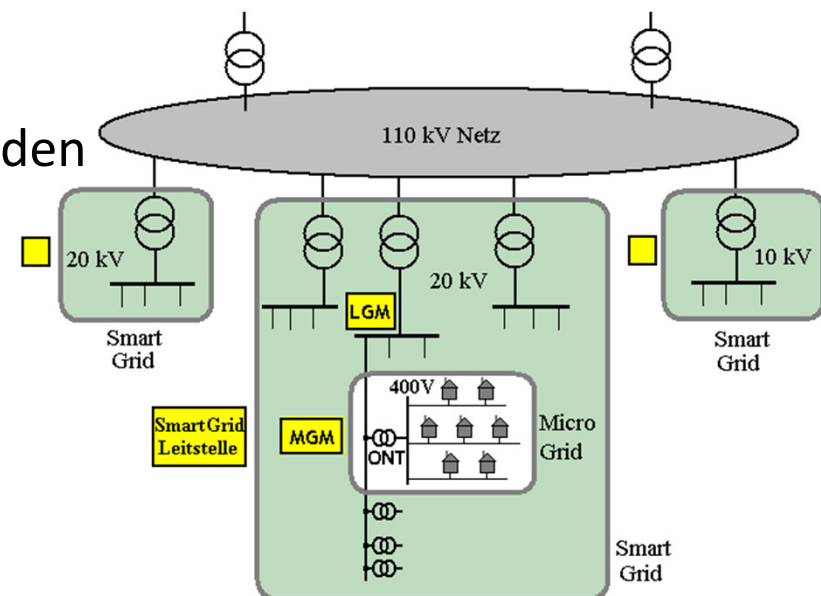 110 kV Netz
den
20 kV
Smart
Grid
20 kV
LGM
10 kV
Smart
Grid
SmartGrid
Leitstelle
MGM
400V
ONT
Micro
Grid
Smart
Grid